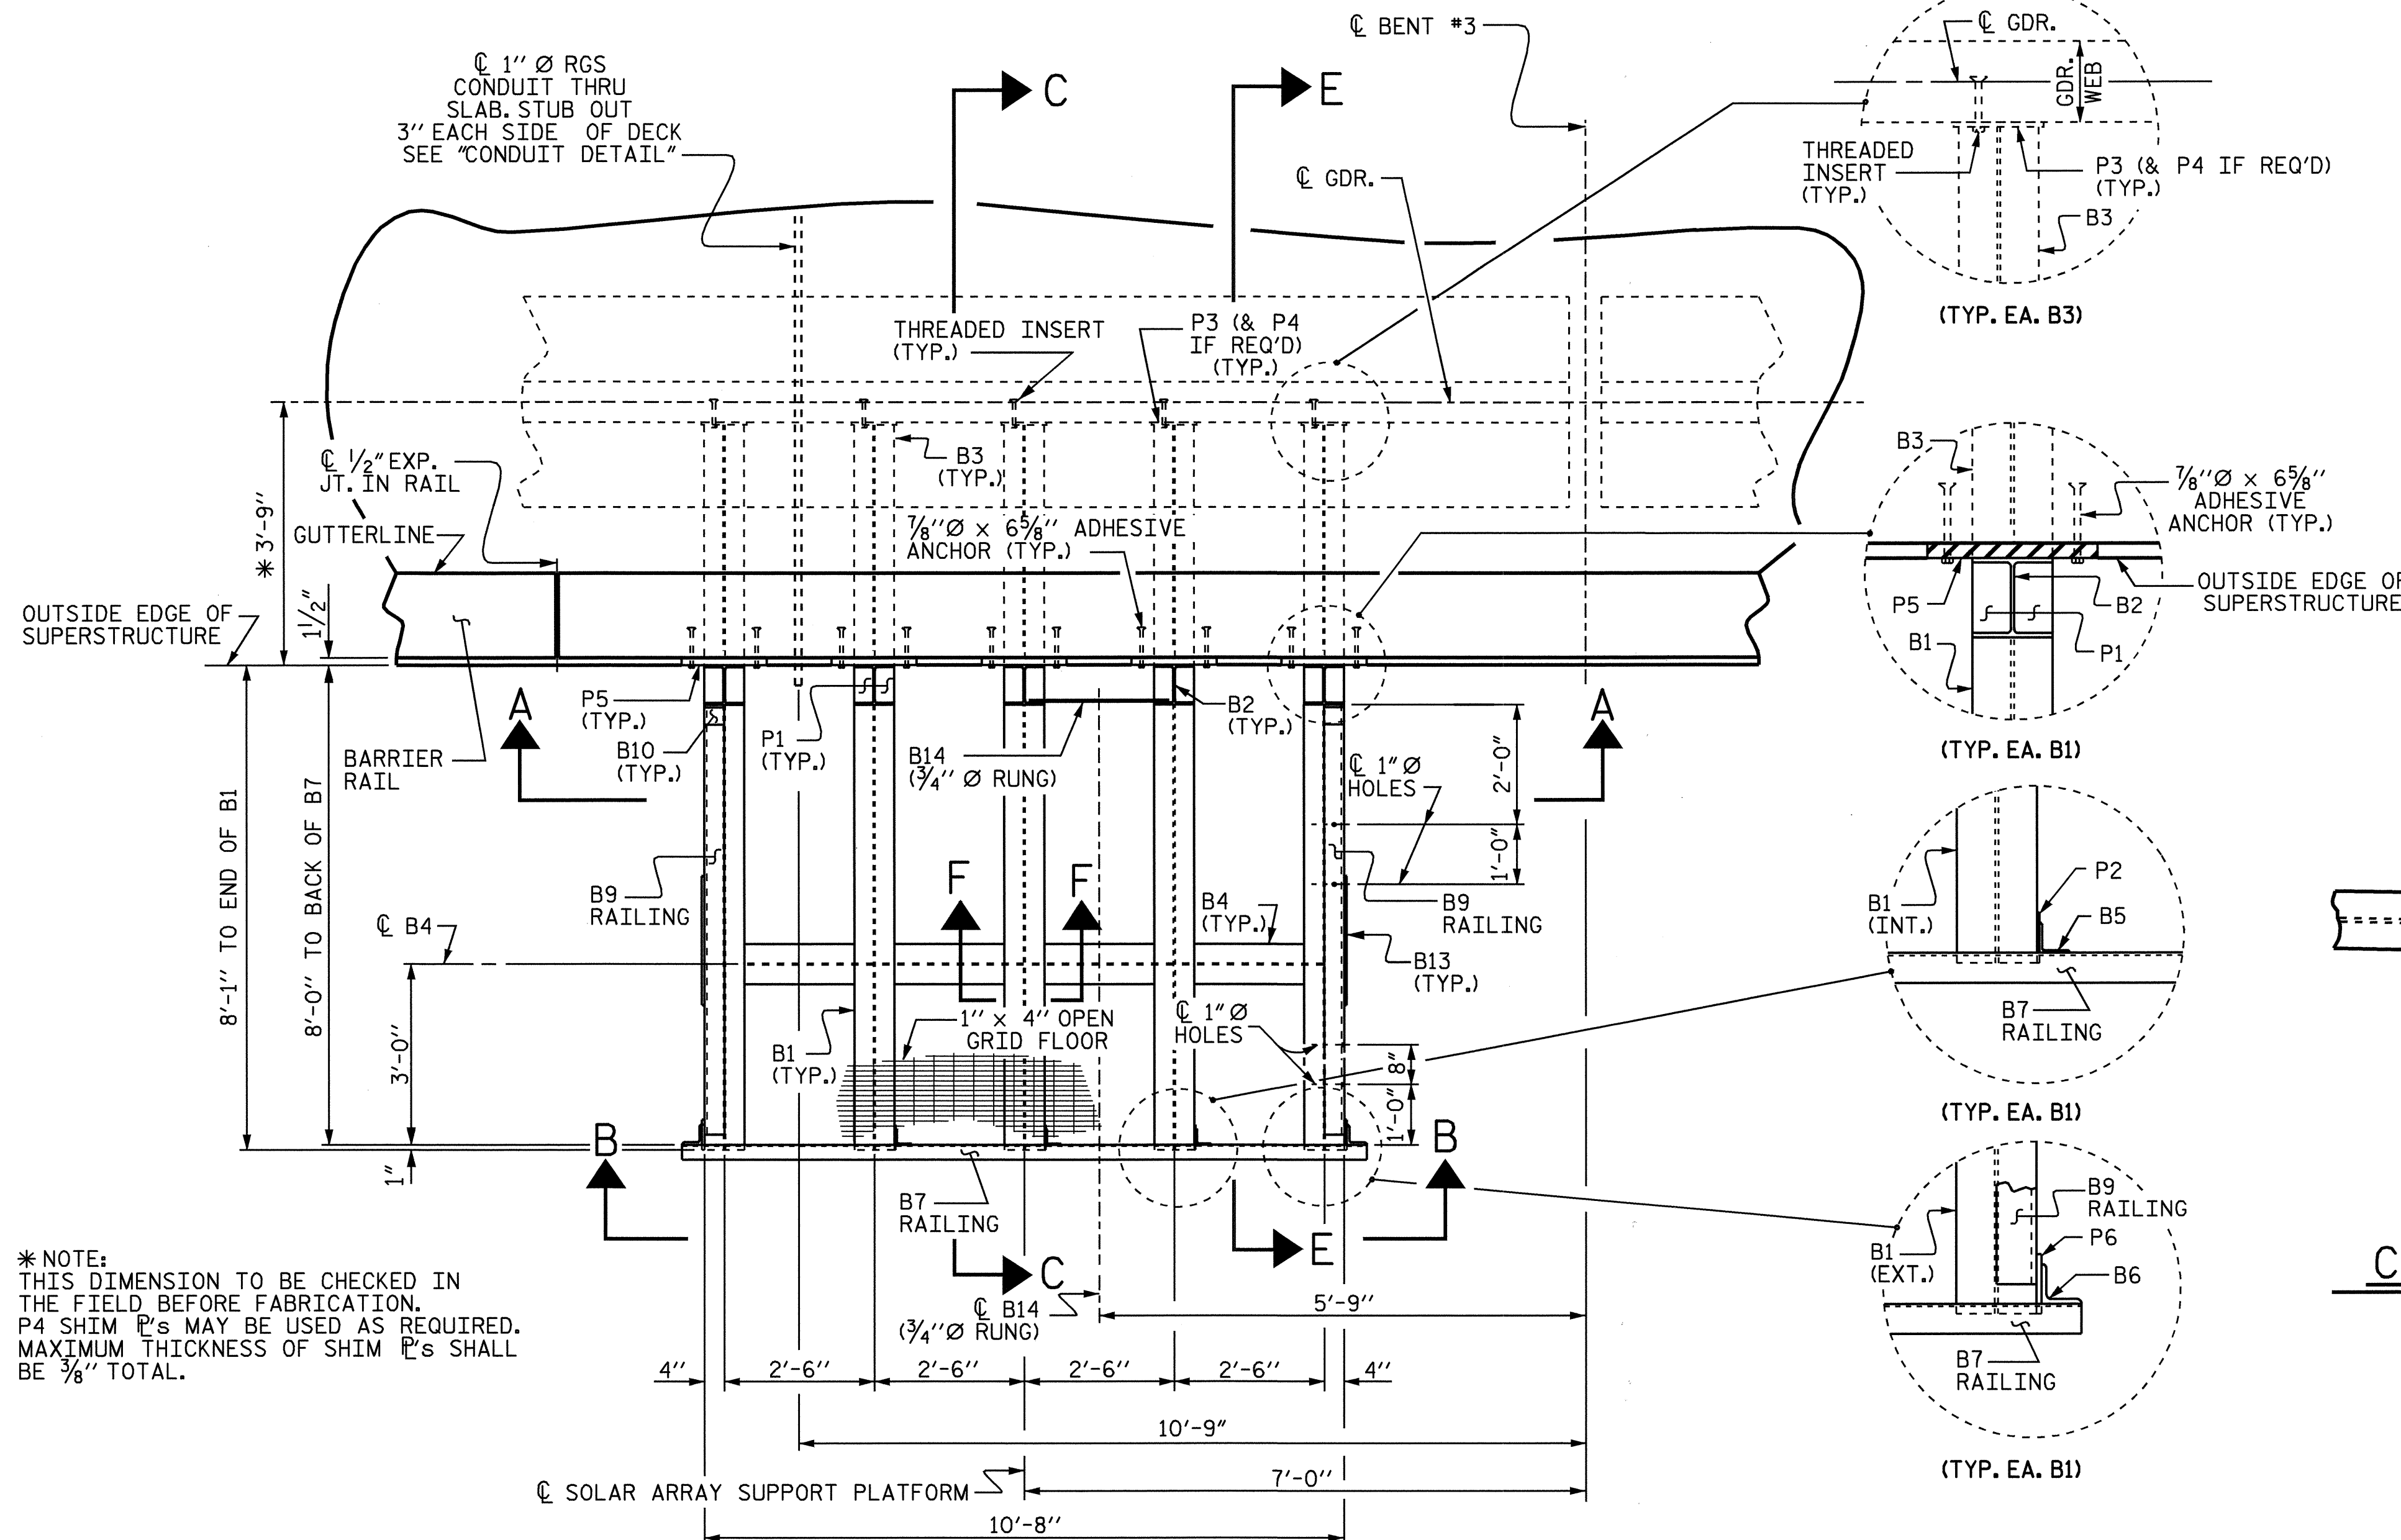 ℄ 1" Ø RGS
CONDUIT THRU
SLAB. STUB OUT
3" EACH SIDE OF DECK
SEE "CONDUIT DETAIL"
C
E
℄ BENT #3
℄ GDR.
℄ GDR.
GDR.
WEB
THREADED
INSERT
(TYP.)
P3 (& P4 IF REQ'D)
(TYP.)
B3
(TYP. EA. B3)
THREADED INSERT
(TYP.)
P3 (& P4
IF REQ'D)
(TYP.)
B3
(TYP.)
℄ 1/2" EXP.
JT. IN RAIL
GUTTERLINE
* 3'-9"
1 1/2"
7/8"Ø x 6 5/8" ADHESIVE
ANCHOR (TYP.)
OUTSIDE EDGE OF
SUPERSTRUCTURE
B3
7/8"Ø x 6 5/8"
ADHESIVE
ANCHOR (TYP.)
P5
B2
OUTSIDE EDGE OF
SUPERSTRUCTURE
B1
P1
(TYP. EA. B1)
A
P5
(TYP.)
B10
(TYP.)
P1
(TYP.)
B14
(3/4" Ø RUNG)
B2
(TYP.)
A
BARRIER
RAIL
℄ 1" Ø
HOLES
2'-0"
1'-0"
8'-1" TO END OF B1
8'-0" TO BACK OF B7
B9
RAILING
F
F
B4
(TYP.)
B9
RAILING
B13
(TYP.)
℄ B4
3'-0"
1" x 4" OPEN
GRID FLOOR
℄ 1" Ø
HOLES
B1
(TYP.)
8"
1'-0"
B1
(INT.)
P2
B5
B7
RAILING
(TYP. EA. B1)
B
B
1"
B7
RAILING
C
E
B1
(EXT.)
B9
RAILING
P6
B6
B7
RAILING
(TYP. EA. B1)
C
* NOTE:
THIS DIMENSION TO BE CHECKED IN
THE FIELD BEFORE FABRICATION.
P4 SHIM ℙ's MAY BE USED AS REQUIRED.
MAXIMUM THICKNESS OF SHIM ℙ's SHALL
BE 3/8" TOTAL.
℄ B14
(3/4"Ø RUNG)
5'-9"
4"
2'-6"
2'-6"
2'-6"
2'-6"
4"
10'-9"
7'-0"
℄ SOLAR ARRAY SUPPORT PLATFORM
10'-8"